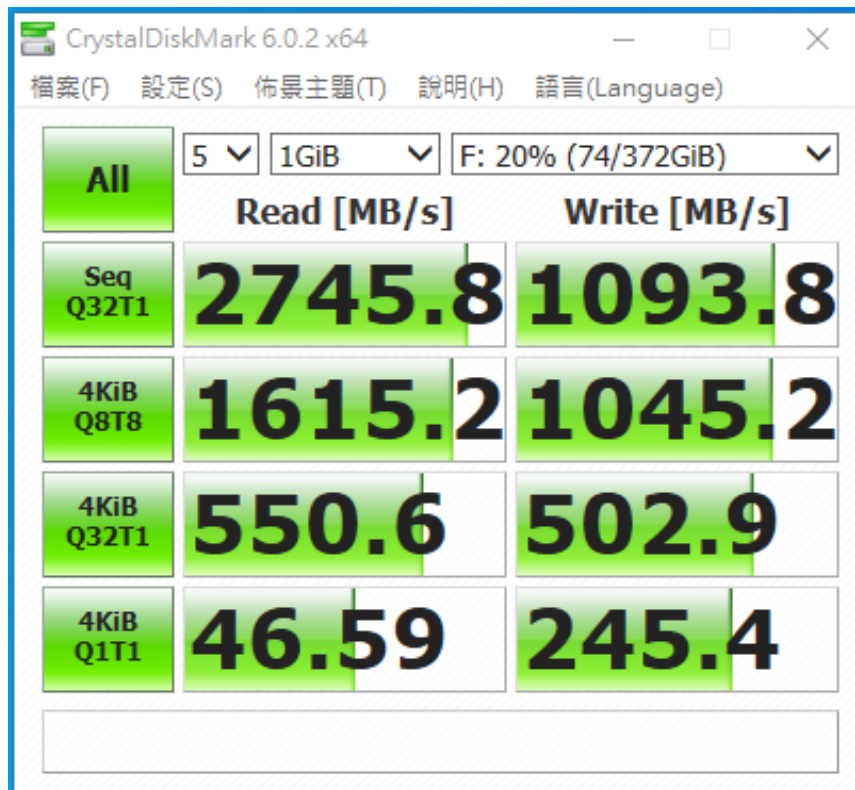 CrystalDiskMark 6.0.2 x64
檔案(F) 設定(S) 佈景主題(T) 說明(H) 語言(Language)
All 5 1GiB F: 20% (74/372GiB)
Read [MB/s] Write [MB/s]
Seq
Q32T1 2745.8 1093.8
4KiB
Q8T8 1615.2 1045.2
4KiB
Q32T1 550.6 502.9
4KiB
Q1T1 46.59 245.4